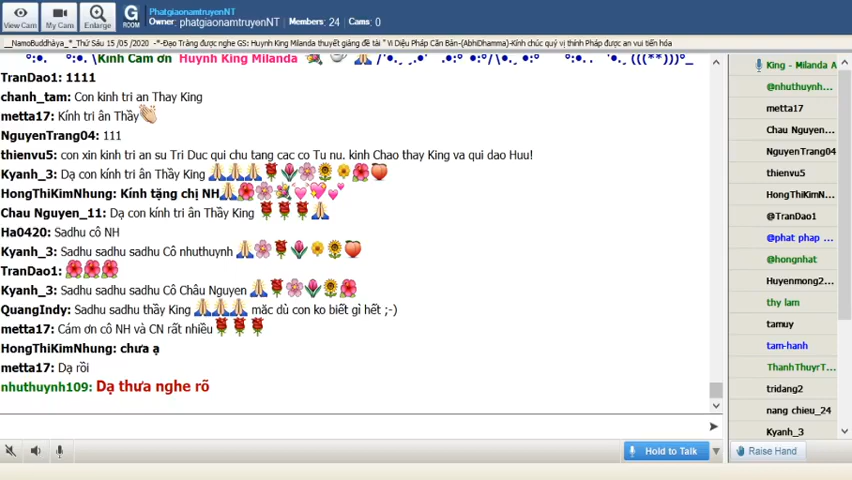 PhatgiaonamtruyenNT
Owner: phatgiaonamtruyenNT Members: 24 Cams: 0
View Cam My Cam Enlarge G ROOM
__NamoBuddhàya_*_Thứ Sáu 15 /05 /2020 -*-Đạo Tràng được nghe GS: Huynh King Milanda thuyết giảng đề tài " Vi Diệu Pháp Căn Bản-(AbhiDhamma)-Kính chúc quý vị thính Pháp được an vui tiến hóa
\Kính Cám ơn Huynh King Milanda
TranDao1: 1111
chanh_tam: Con kinh tri an Thay King
metta17: Kính tri ân Thầy
NguyenTrang04: 111
thienvu5: con xin kinh tri an su Tri Duc qui chu tang cac co Tu nu. kinh Chao thay King va qui dao Huu!
Kyanh_3: Dạ con kính tri ân Thầy King
HongThiKimNhung: Kính tặng chị NH
Chau Nguyen_11: Dạ con kính tri ân Thầy King
Ha0420: Sadhu cô NH
Kyanh_3: Sadhu sadhu sadhu Cô nhuthuynh
TranDao1:
Kyanh_3: Sadhu sadhu sadhu Cô Châu Nguyen
QuangIndy: Sadhu sadhu thầy King mặc dù con ko biết gì hết ;-)
metta17: Cám ơn cô NH và CN rất nhiều
HongThiKimNhung: chưa ạ
metta17: Dạ rồi
nhuthuynh109: Dạ thưa nghe rõ
Hold to Talk
King - Milanda A
@nhuthuynh...
metta17
Chau Nguyen...
NguyenTrang04
thienvu5
HongThiKimN...
@TranDao1
@phat phap ...
@hongnhat
Huyenmong2...
thy lam
tamuy
tam-hanh
ThanhThuyrT...
tridang2
nang chieu_24
Kyanh_3
Raise Hand